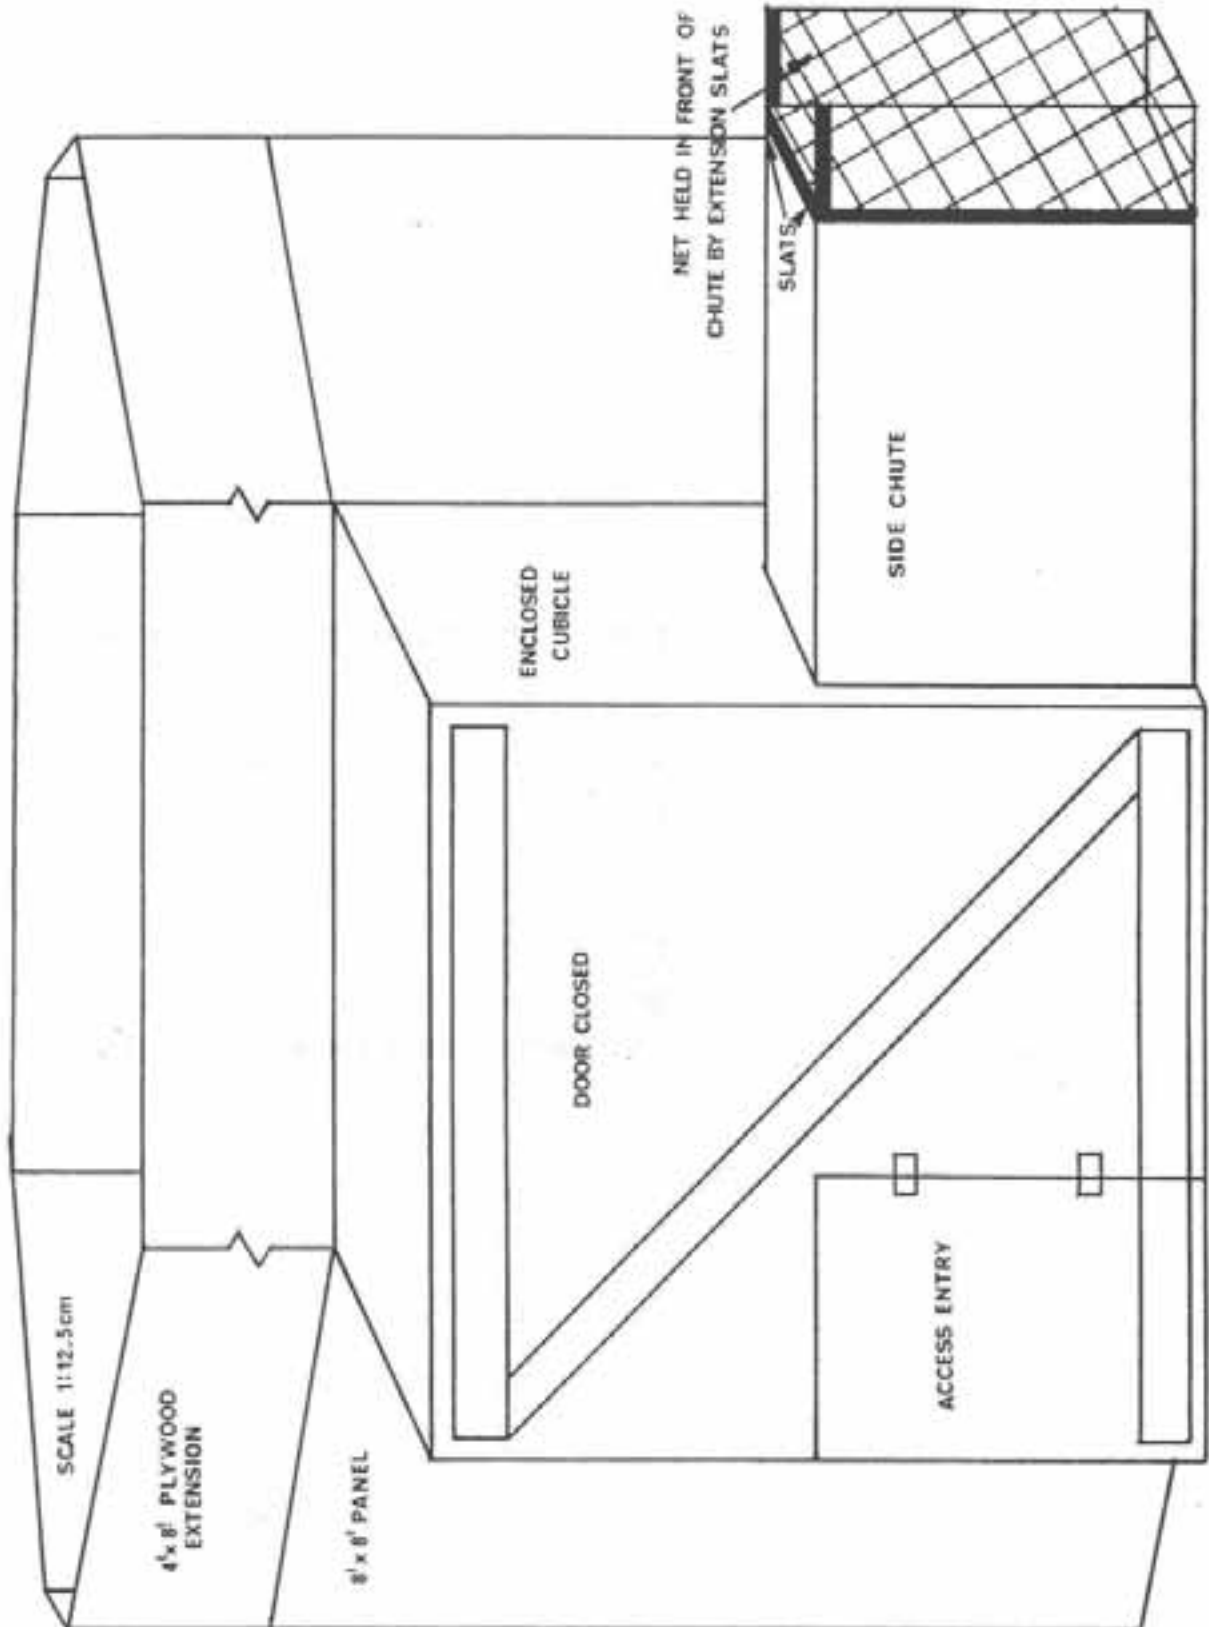 SCALE 1:12.5cm
4'x 8' PLYWOOD
EXTENSION
8'x 8' PANEL
ENCLOSED
CUBICLE
DOOR CLOSED
ACCESS ENTRY
SIDE CHUTE
SLATS
NET HELD IN FRONT OF
CHUTE BY EXTENSION SLATS